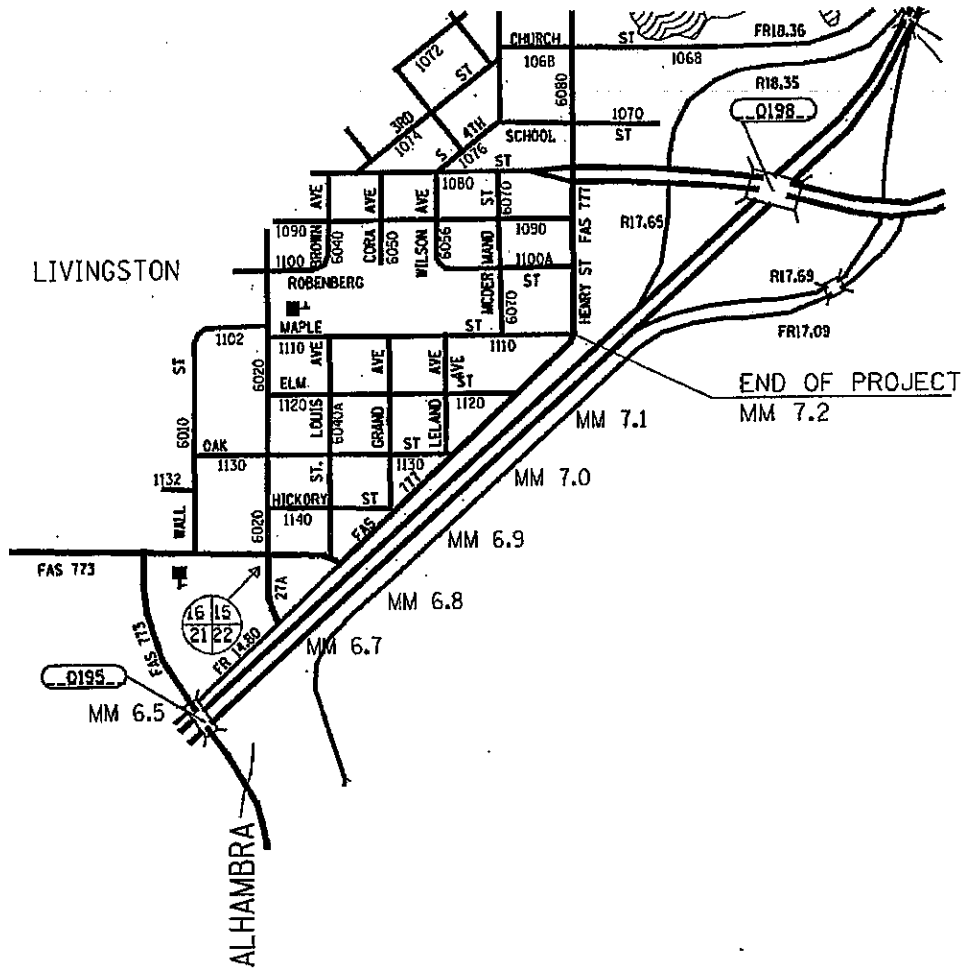 FR18.36
CHURCH ST
1072
1068
1068
ST
6080
R18.35
3RD
1074
4TH
S
1076
SCHOOL ST
1070
0198
ST
1080
BROWN AVE
6040
CORA AVE
6050
WILSON AVE
6056
ST
6070
MCDERMAND
6070
1090
1090
1100
1100A
ST
HENRY ST FAS 777
R17.65
LIVINGSTON
ROBENBERG
R17.69
FR17.09
MAPLE ST
1110
1110
1102
ST
6010
6020
ELM.
ST
1120
1120
ST. LOUIS AVE
6040A
GRAND AVE
LELAND AVE
END OF PROJECT
MM 7.2
MM 7.1
OAK ST
1130
1130
MM 7.0
1132
WALL
HICKORY ST
1140
6020
FAS 777
MM 6.9
FAS 773
27A
MM 6.8
16 15
21 22
FR 14.80
MM 6.7
FAS 773
0195
MM 6.5
ALHAMBRA